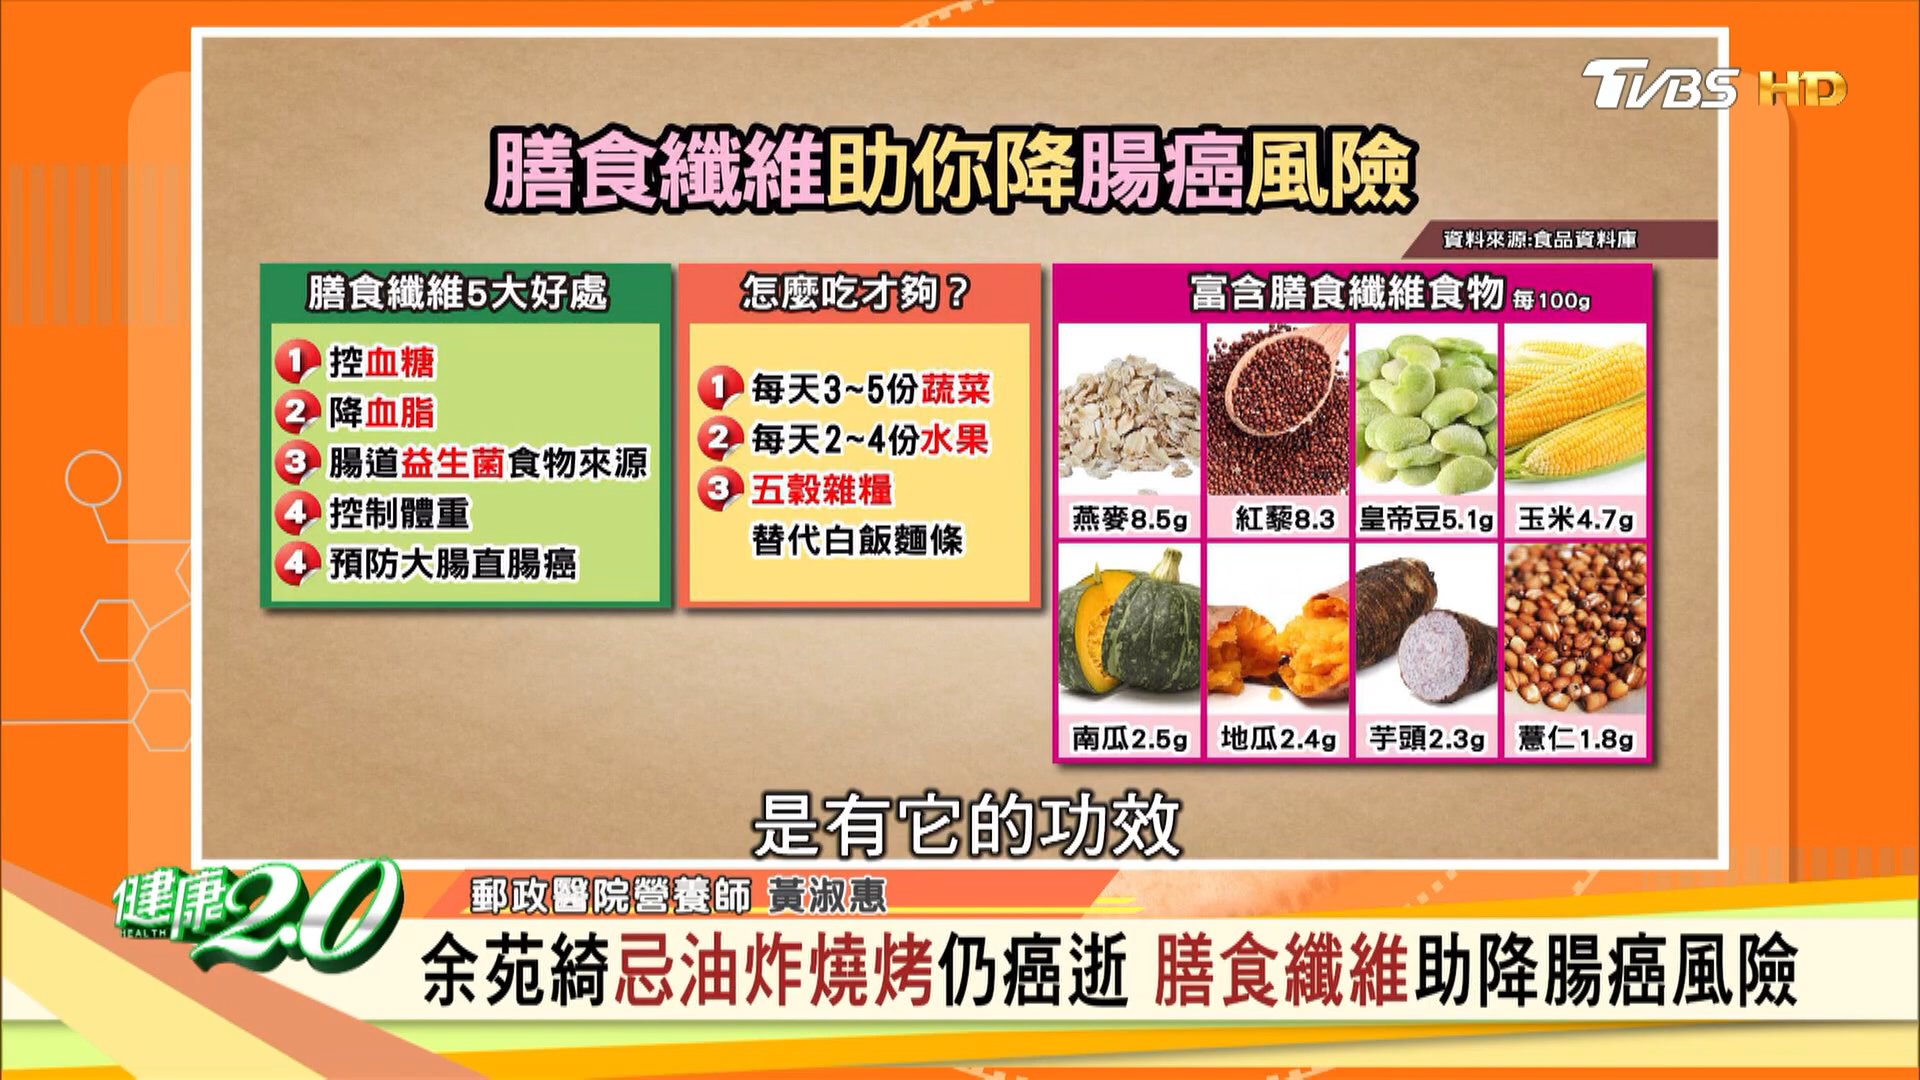 TVBS HD
膳食纖維助你降腸癌風險
資料來源:食品資料庫
膳食纖維5大好處
1 控血糖
2 降血脂
3 腸道益生菌食物來源
4 控制體重
4 預防大腸直腸癌
怎麼吃才夠？
1 每天3~5份蔬菜
2 每天2~4份水果
3 五穀雜糧
替代白飯麵條
富含膳食纖維食物 每100g
燕麥8.5g
紅藜8.3
皇帝豆5.1g
玉米4.7g
南瓜2.5g
地瓜2.4g
芋頭2.3g
薏仁1.8g
是有它的功效
健康2.0
HEALTH
郵政醫院營養師 黃淑惠
余苑綺忌油炸燒烤仍癌逝 膳食纖維助降腸癌風險